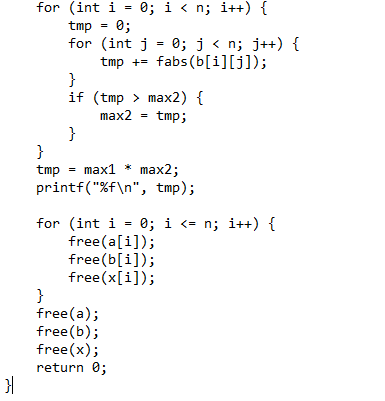 for (int i = 0; i < n; i++) {
tmp = 0;
for (int j = 0; j < n; j++) {
tmp += fabs(b[i][j]);
}
if (tmp > max2) {
max2 = tmp;
}
}
tmp = max1 * max2;
printf("%f\n", tmp);
for (int i = 0; i <= n; i++) {
free(a[i]);
free(b[i]);
free(x[i]);
}
free(a);
free(b);
free(x);
return 0;
}